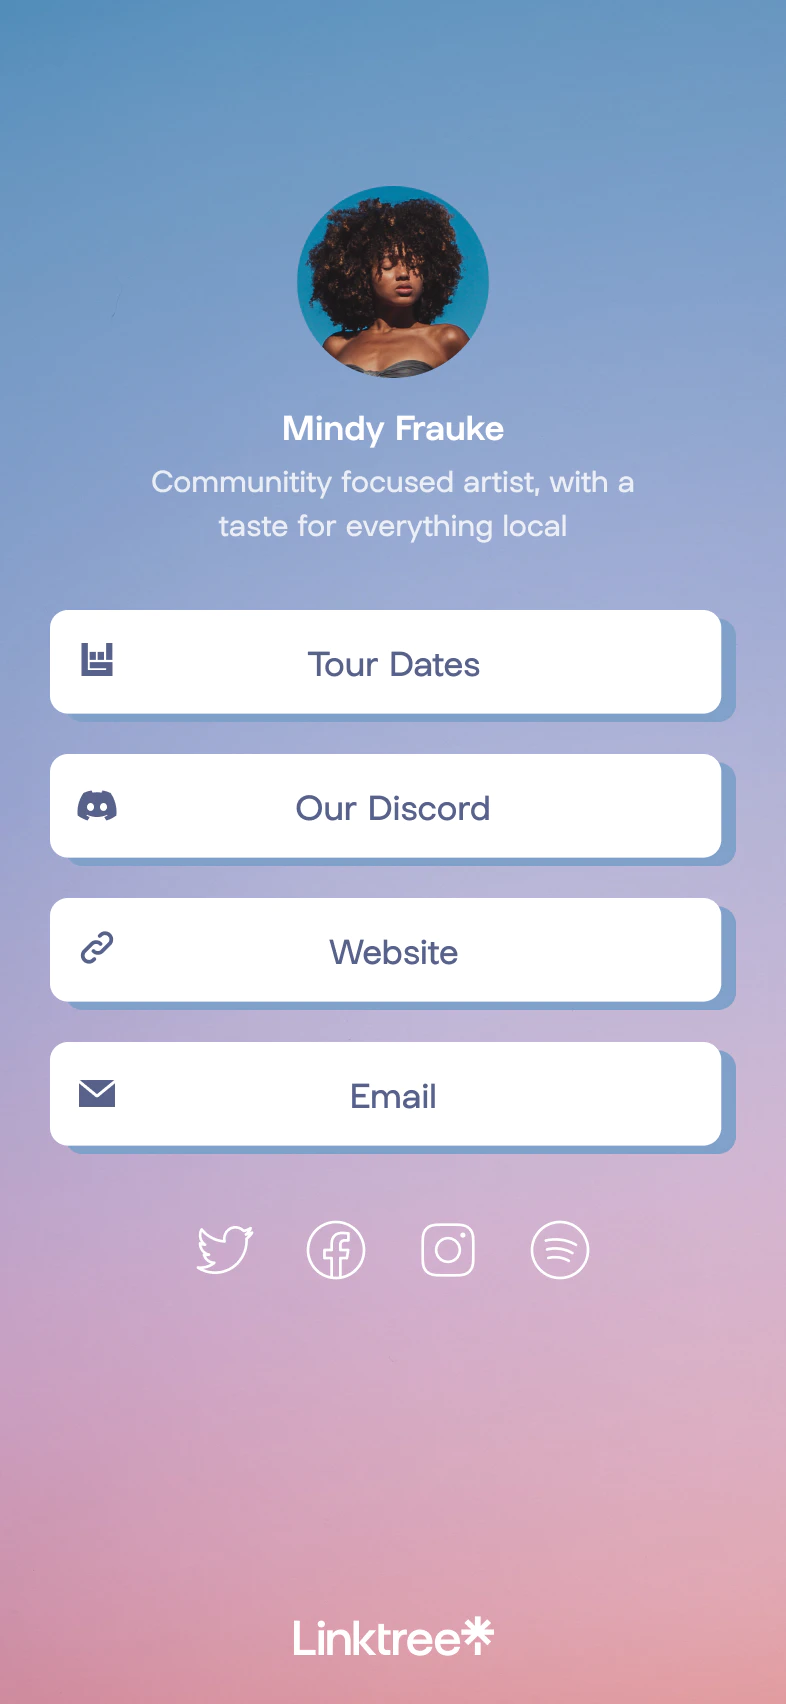 Mindy Frauke
Communitity focused artist, with a
taste for everything local
Tour Dates
Our Discord
Website
Email
Linktree